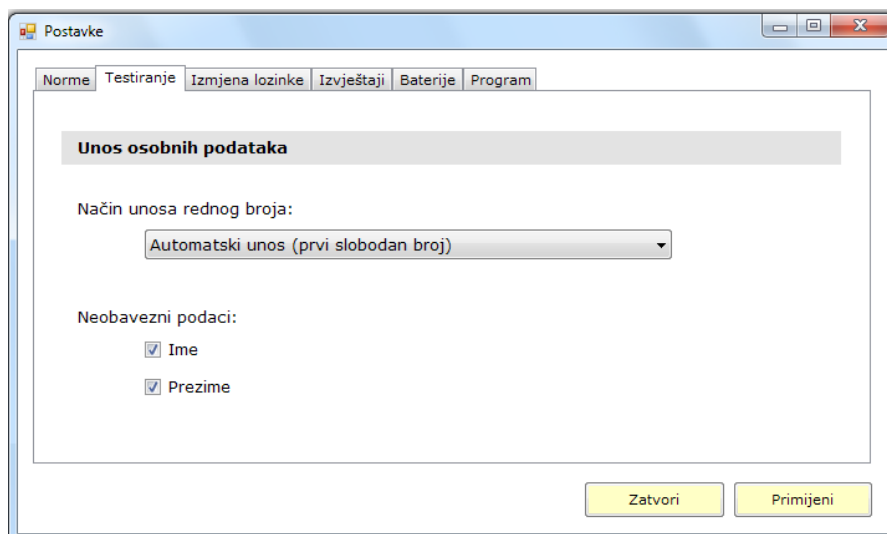 Postavke
Norme Testiranje Izmjena lozinke Izvještaji Baterije Program
Unos osobnih podataka
Način unosa rednog broja:
Automatski unos (prvi slobodan broj)
Neobavezni podaci:
Ime
Prezime
Zatvori Primijeni